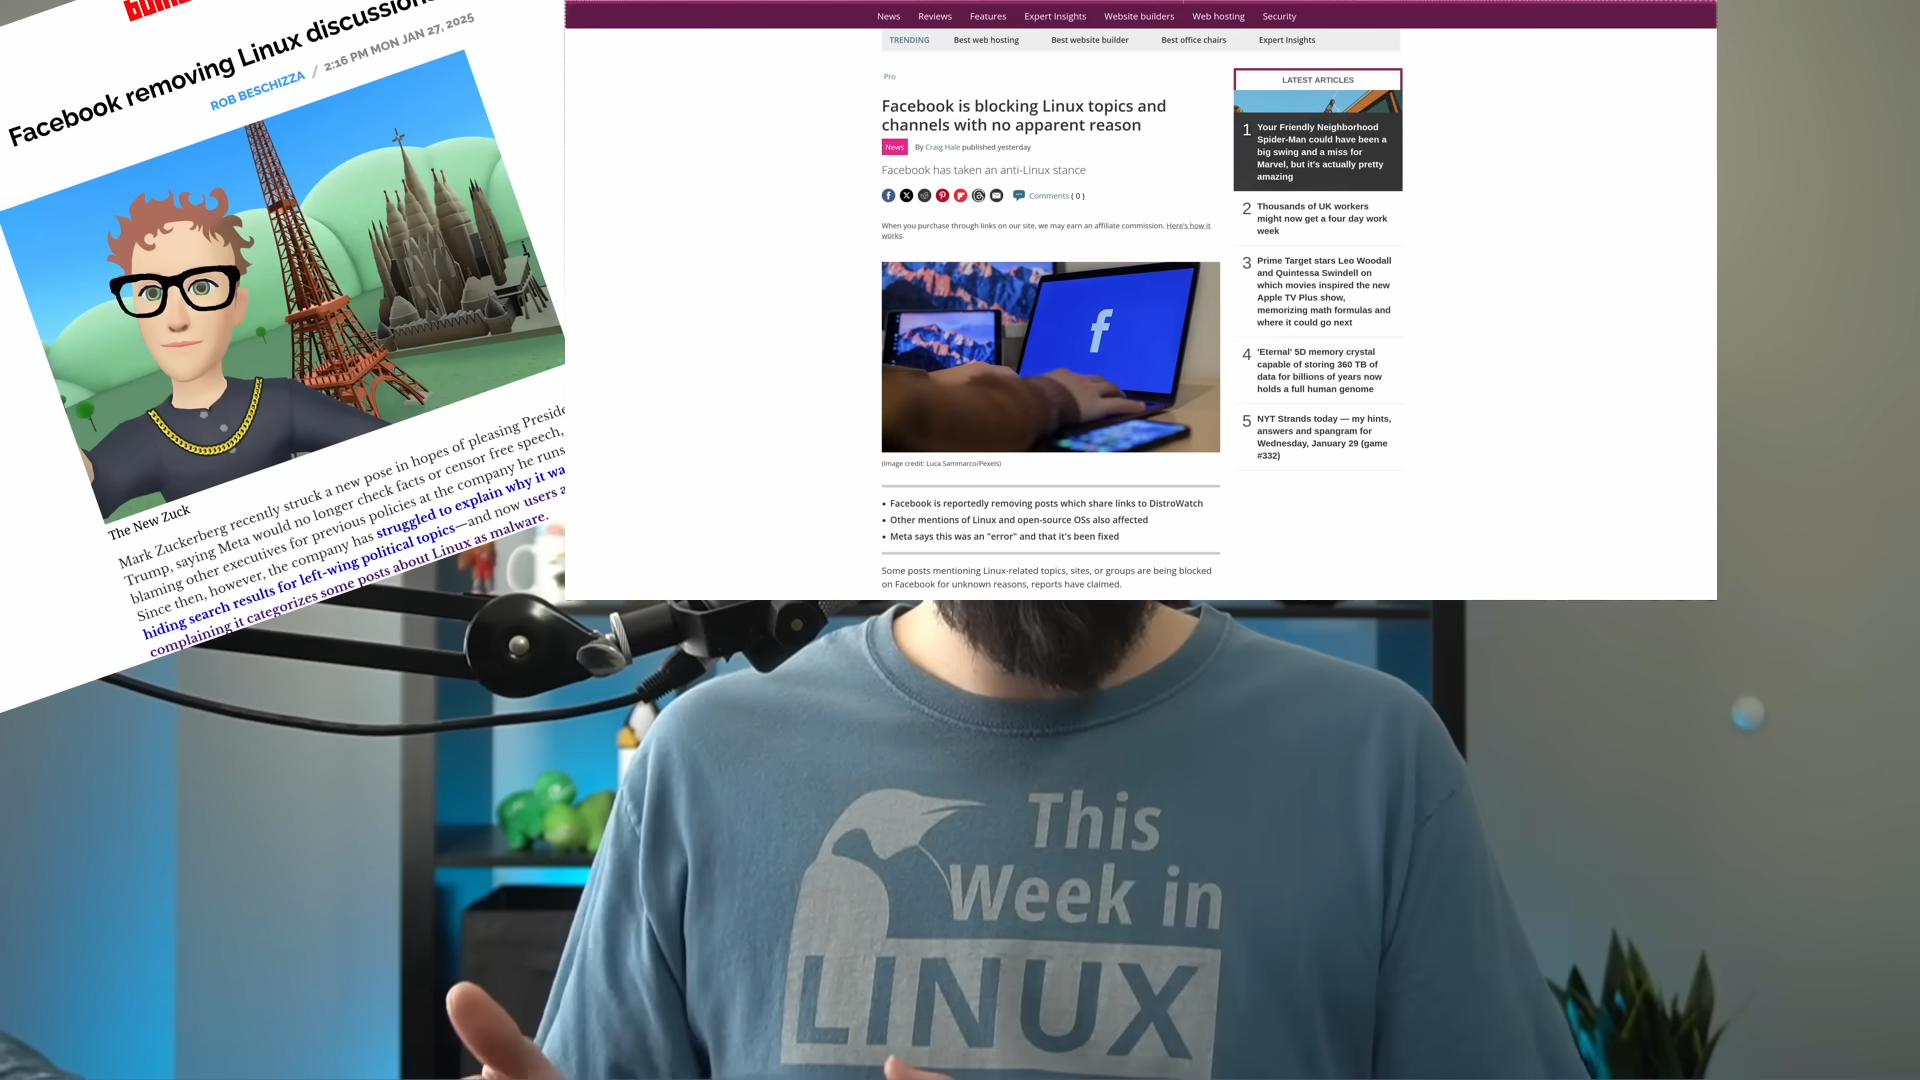 Facebook removing Linux
ROB BESCHIZZA / 2:16 PM MON JAN 27, 2025
The New Zuck
Mark Zuckerberg recently struck a new pose in hopes of pleasing
Trump, saying Meta would no longer check facts or censor free speech,
blaming other executives for previous policies at the company he runs
Since then, however, the company has struggled to explain why it
hiding search results for left-wing political topics—and now users
complaining it categorizes some posts about Linux as malware.
News Reviews Features Expert Insights Website builders Web hosting Security
TRENDING Best web hosting Best website builder Best office chairs Expert Insights
Pro
Facebook is blocking Linux topics and
channels with no apparent reason
News By Craig Hale published yesterday
Facebook has taken an anti-Linux stance
Comments ( 0 )
When you purchase through links on our site, we may earn an affiliate commission. Here's how it
works.
f
(Image credit: Luca Sammarco/Pexels)
• Facebook is reportedly removing posts which share links to DistroWatch
• Other mentions of Linux and open-source OSs also affected
• Meta says this was an "error" and that it's been fixed
Some posts mentioning Linux-related topics, sites, or groups are being blocked
on Facebook for unknown reasons, reports have claimed.
LATEST ARTICLES
1 Your Friendly Neighborhood
Spider-Man could have been a
big swing and a miss for
Marvel, but it's actually pretty
amazing
2 Thousands of UK workers
might now get a four day work
week
3 Prime Target stars Leo Woodall
and Quintessa Swindell on
which movies inspired the new
Apple TV Plus show,
memorizing math formulas and
where it could go next
4 'Eternal' 5D memory crystal
capable of storing 360 TB of
data for billions of years now
holds a full human genome
5 NYT Strands today — my hints,
answers and spangram for
Wednesday, January 29 (game
#332)
This
Week in
LINUX